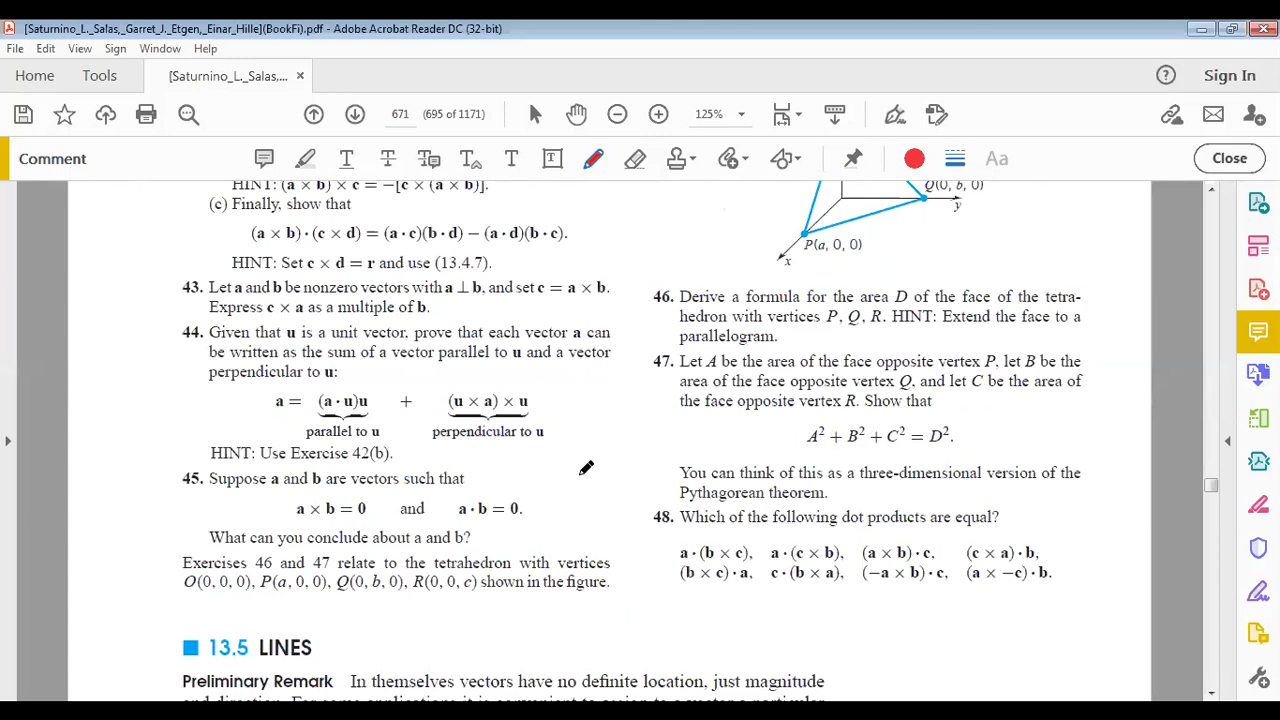 [Saturnino_L._Salas,_Garret_J._Etgen,_Einar_Hille](BookFi).pdf - Adobe Acrobat Reader DC (32-bit)
File Edit View Sign Window Help
Home Tools [Saturnino_L._Salas,... × Sign In
671 (695 of 1171) 125%
Comment Aa Close
HINT: (a × b) × c = −[c × (a × b)].
(c) Finally, show that
(a × b) · (c × d) = (a · c)(b · d) − (a · d)(b · c).
HINT: Set c × d = r and use (13.4.7).
43. Let a and b be nonzero vectors with a ⊥ b, and set c = a × b.
Express c × a as a multiple of b.
44. Given that u is a unit vector, prove that each vector a can
be written as the sum of a vector parallel to u and a vector
perpendicular to u:
a = (a · u)u + (u × a) × u
parallel to u perpendicular to u
HINT: Use Exercise 42(b).
45. Suppose a and b are vectors such that
a × b = 0 and a · b = 0.
What can you conclude about a and b?
Exercises 46 and 47 relate to the tetrahedron with vertices
O(0, 0, 0), P(a, 0, 0), Q(0, b, 0), R(0, 0, c) shown in the figure.
Q(0, b, 0)
y
P(a, 0, 0)
x
46. Derive a formula for the area D of the face of the tetra-
hedron with vertices P, Q, R. HINT: Extend the face to a
parallelogram.
47. Let A be the area of the face opposite vertex P, let B be the
area of the face opposite vertex Q, and let C be the area of
the face opposite vertex R. Show that
A² + B² + C² = D².
You can think of this as a three-dimensional version of the
Pythagorean theorem.
48. Which of the following dot products are equal?
a · (b × c), a · (c × b), (a × b) · c, (c × a) · b,
(b × c) · a, c · (b × a), (−a × b) · c, (a × −c) · b.
13.5 LINES
Preliminary Remark In themselves vectors have no definite location, just magnitude